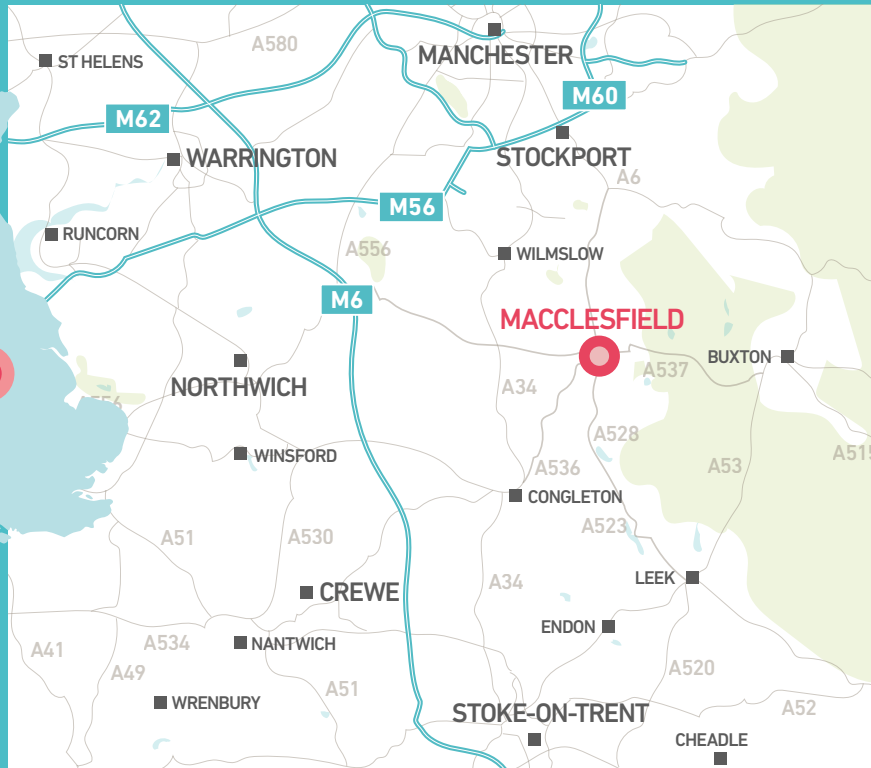 A580
MANCHESTER
ST HELENS
M60
M62
STOCKPORT
WARRINGTON
A6
M56
RUNCORN
A556
WILMSLOW
M6
MACCLESFIELD
BUXTON
A537
NORTHWICH
A34
A528
WINSFORD
A53
A536
CONGLETON
A523
A51
A530
LEEK
A34
CREWE
ENDON
A534
NANTWICH
A41
A49
A520
A51
WRENBURY
A52
STOKE-ON-TRENT
CHEADLE